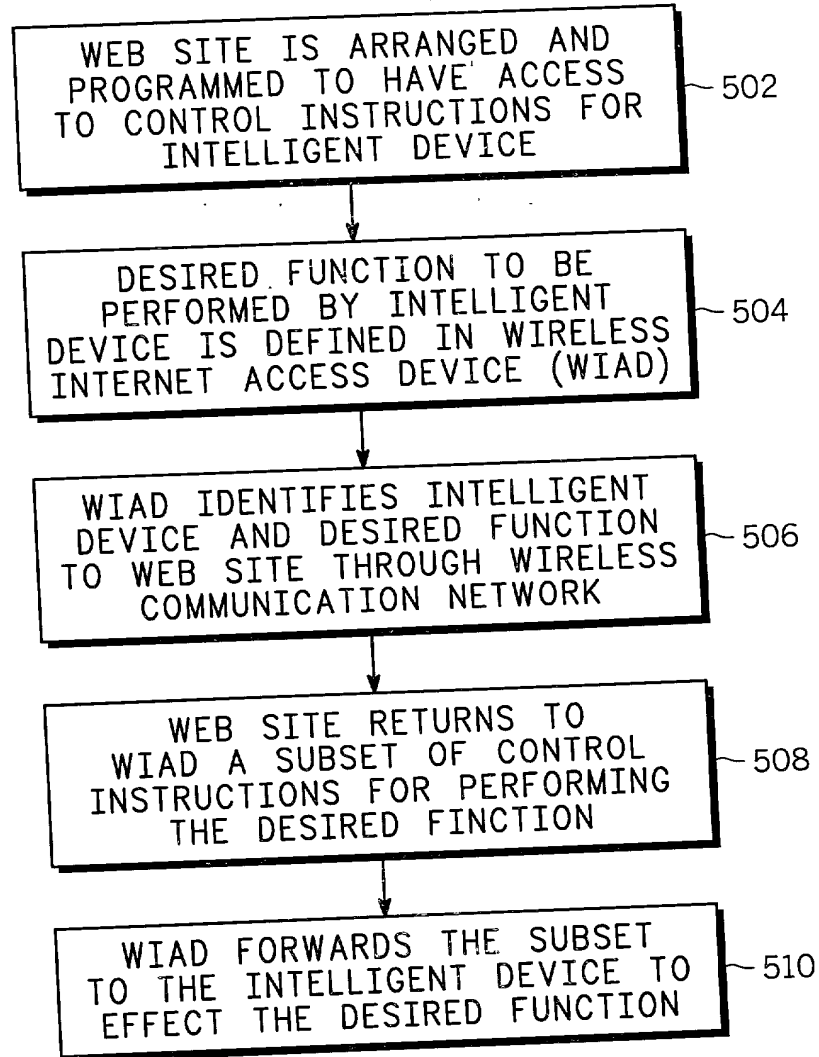 WEB SITE IS ARRANGED AND
PROGRAMMED TO HAVE ACCESS
TO CONTROL INSTRUCTIONS FOR
INTELLIGENT DEVICE
502
DESIRED FUNCTION TO BE
PERFORMED BY INTELLIGENT
DEVICE IS DEFINED IN WIRELESS
INTERNET ACCESS DEVICE (WIAD)
504
WIAD IDENTIFIES INTELLIGENT
DEVICE AND DESIRED FUNCTION
TO WEB SITE THROUGH WIRELESS
COMMUNICATION NETWORK
506
WEB SITE RETURNS TO
WIAD A SUBSET OF CONTROL
INSTRUCTIONS FOR PERFORMING
THE DESIRED FINCTION
508
WIAD FORWARDS THE SUBSET
TO THE INTELLIGENT DEVICE TO
EFFECT THE DESIRED FUNCTION
510